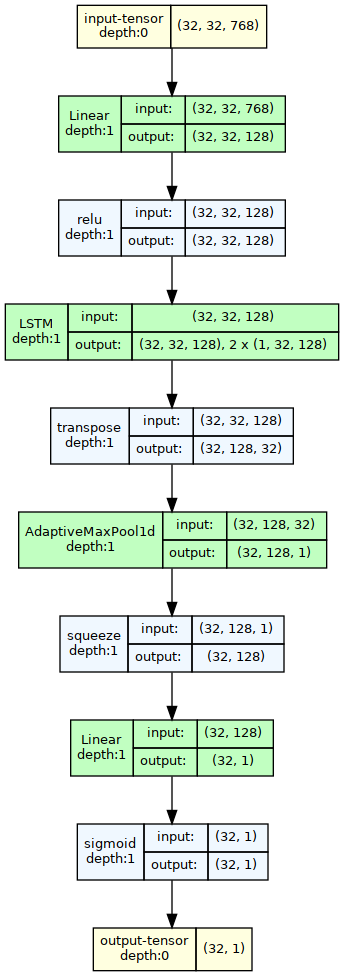 input-tensor
depth:0
(32, 32, 768)
Linear
depth:1
input:
(32, 32, 768)
output:
(32, 32, 128)
relu
depth:1
input:
(32, 32, 128)
output:
(32, 32, 128)
LSTM
depth:1
input:
(32, 32, 128)
output:
(32, 32, 128), 2 x (1, 32, 128)
transpose
depth:1
input:
(32, 32, 128)
output:
(32, 128, 32)
AdaptiveMaxPool1d
depth:1
input:
(32, 128, 32)
output:
(32, 128, 1)
squeeze
depth:1
input:
(32, 128, 1)
output:
(32, 128)
Linear
depth:1
input:
(32, 128)
output:
(32, 1)
sigmoid
depth:1
input:
(32, 1)
output:
(32, 1)
output-tensor
depth:0
(32, 1)